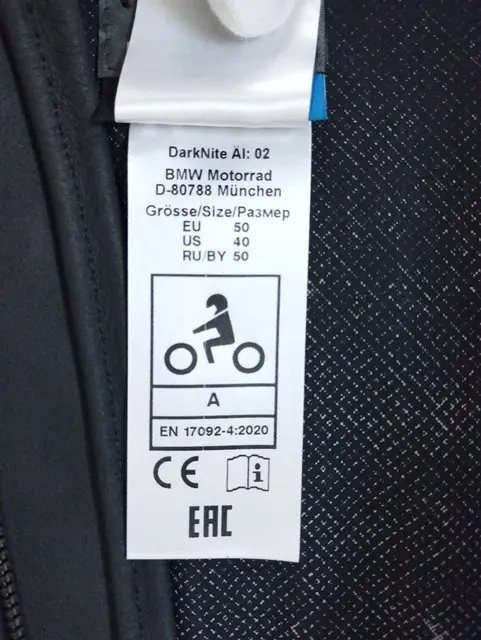 DarkNite ÄI: 02
BMW Motorrad
D-80788 München
Grösse/Size/Размер
EU 50
US 40
RU/BY 50
A
EN 17092-4:2020
CE
i
EAC